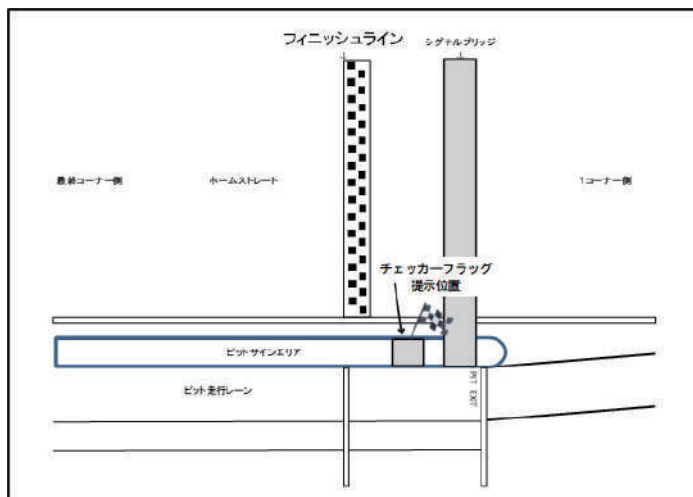 フィニッシュライン
シグナルブリッジ
最終コーナー側
ホームストレート
1コーナー側
チェッカーフラッグ
提示位置
ピットサインエリア
ピット走行レーン
PIT EXIT